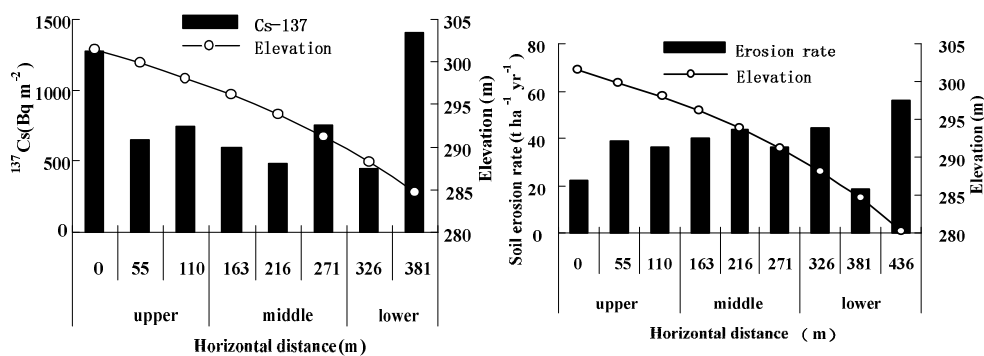 1500
1000
500
0
¹³⁷Cs(Bq m⁻²)
Cs-137
Elevation
305
300
295
290
285
280
Elevation(m)
0 55 110 163 216 271 326 381
upper middle lower
Horizontal distance(m)
80
60
40
20
0
Soil erosion rate(t ha⁻¹ yr⁻¹)
Erosion rate
Elevation
305
300
295
290
285
280
Elevation (m)
0 55 110 163 216 271 326 381 436
upper middle lower
Horizontal distance (m)